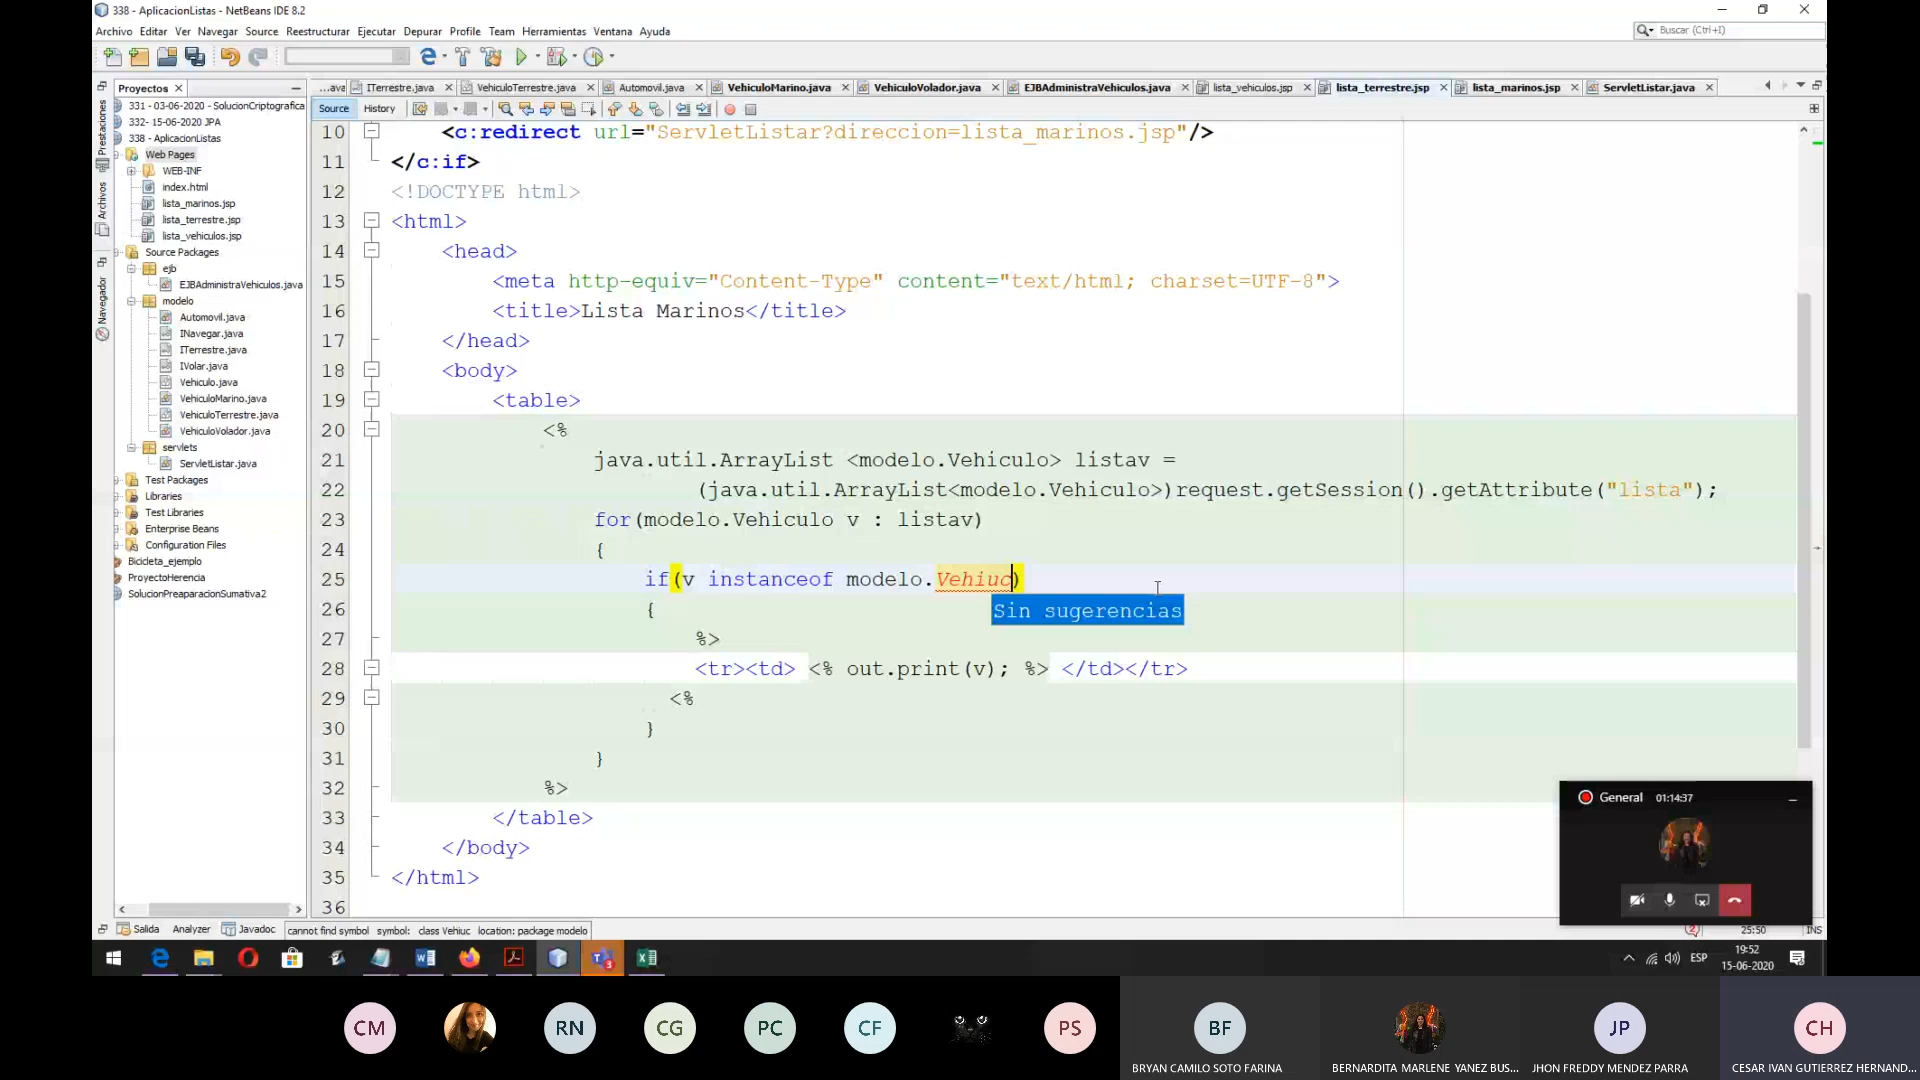 338 - AplicacionListas - NetBeans IDE 8.2
Archivo Editar Ver Navegar Source Reestructurar Ejecutar Depurar Profile Team Herramientas Ventana Ayuda
Buscar (Ctrl+I)
Proyectos
...ava ITerrestre.java VehiculoTerrestre.java Automovil.java VehiculoMarino.java VehiculoVolador.java EJBAdministraVehiculos.java lista_vehiculos.jsp lista_terrestre.jsp lista_marinos.jsp ServletListar.java
Source History
Prestaciones
Archivos
Navegador
331 - 03-06-2020 - SolucionCriptografica
332- 15-06-2020 JPA
338 - AplicacionListas
Web Pages
WEB-INF
index.html
lista_marinos.jsp
lista_terrestre.jsp
lista_vehiculos.jsp
Source Packages
ejb
EJBAdministraVehiculos.java
modelo
Automovil.java
INavegar.java
ITerrestre.java
IVolar.java
Vehiculo.java
VehiculoMarino.java
VehiculoTerrestre.java
VehiculoVolador.java
servlets
ServletListar.java
Test Packages
Libraries
Test Libraries
Enterprise Beans
Configuration Files
Bicicleta_ejemplo
ProyectoHerencia
SolucionPreaparacionSumativa2
10 <c:redirect url="ServletListar?direccion=lista_marinos.jsp"/>
11 </c:if>
12 <!DOCTYPE html>
13 <html>
14 <head>
15 <meta http-equiv="Content-Type" content="text/html; charset=UTF-8">
16 <title>Lista Marinos</title>
17 </head>
18 <body>
19 <table>
20 <%
21 java.util.ArrayList <modelo.Vehiculo> listav =
22 (java.util.ArrayList<modelo.Vehiculo>)request.getSession().getAttribute("lista");
23 for(modelo.Vehiculo v : listav)
24 {
25 if(v instanceof modelo.Vehiuc)
26 {
Sin sugerencias
27 %>
28 <tr><td> <% out.print(v); %> </td></tr>
29 <%
30 }
31 }
32 %>
33 </table>
34 </body>
35 </html>
36
General 01:14:37
Salida Analyzer Javadoc cannot find symbol symbol: class Vehiuc location: package modelo
2 25:50 INS
3
ESP
19:52
15-06-2020
CM RN CG PC CF PS BF JP CH
BRYAN CAMILO SOTO FARINA BERNARDITA MARLENE YANEZ BUS... JHON FREDDY MENDEZ PARRA CESAR IVAN GUTIERREZ HERNAND...